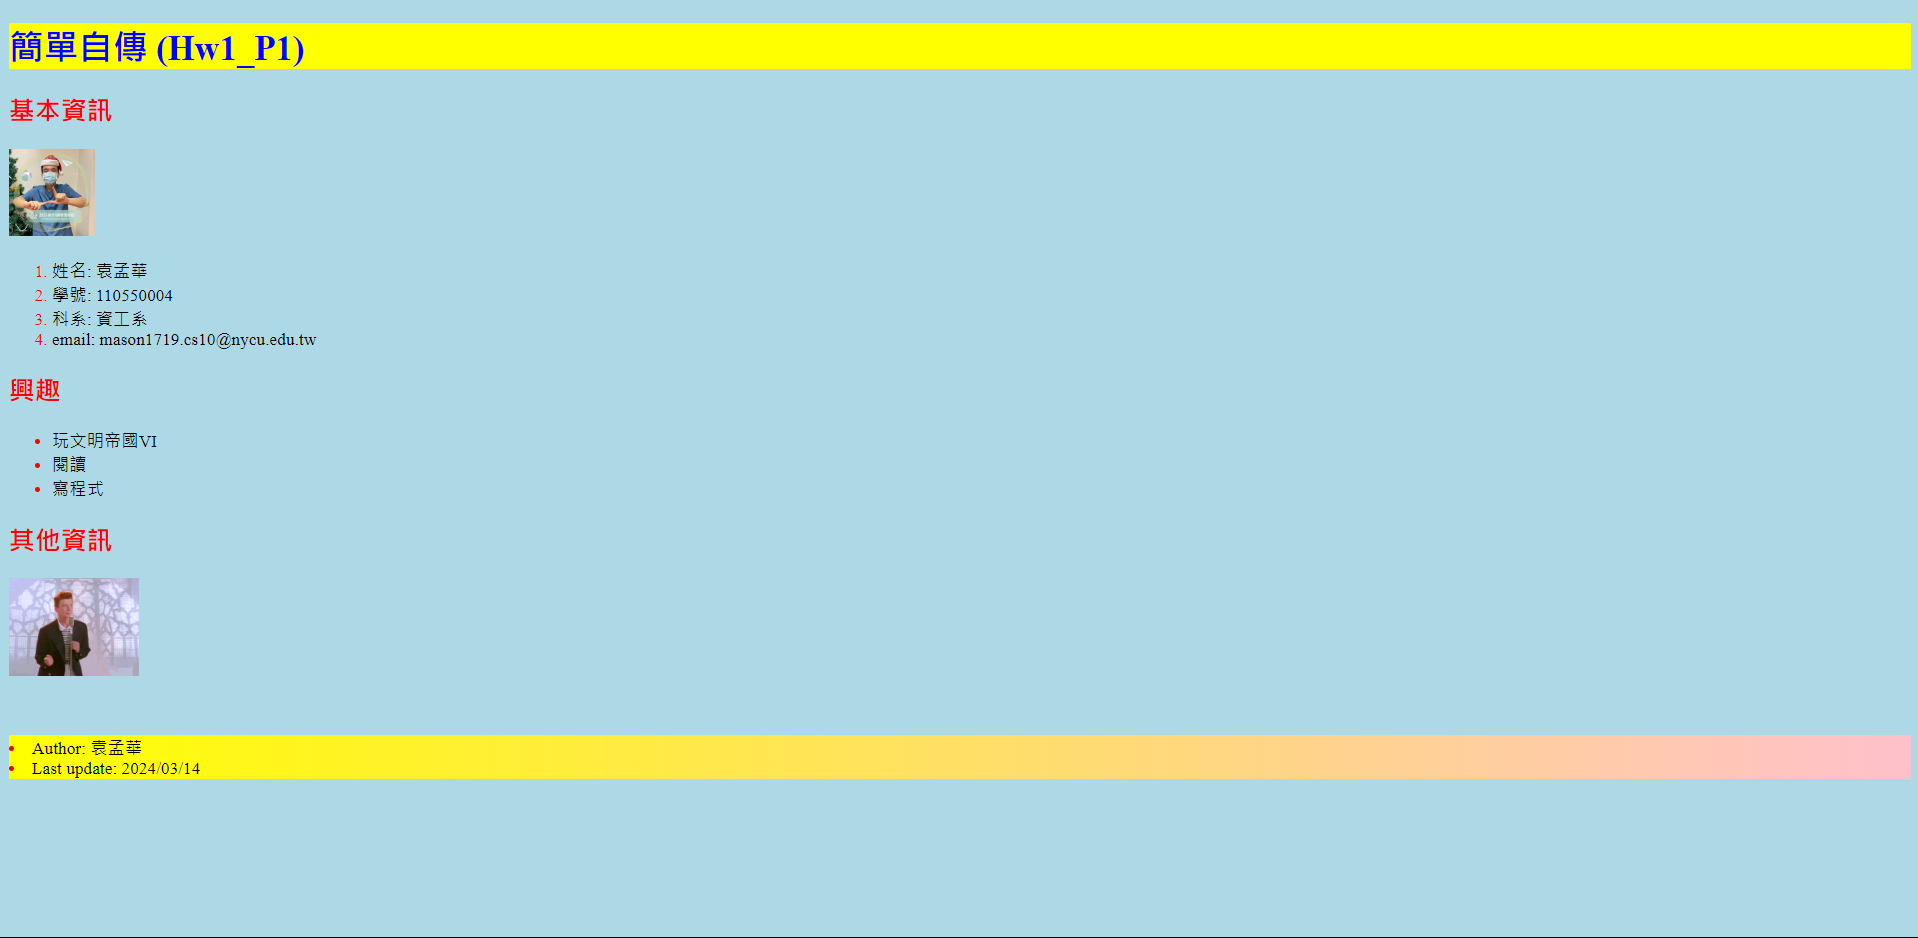 簡單自傳 (Hw1_P1)
基本資訊
1. 姓名: 袁孟華
2. 學號: 110550004
3. 科系: 資工系
4. email: mason1719.cs10@nycu.edu.tw
興趣
• 玩文明帝國VI
• 閱讀
• 寫程式
其他資訊
• Author: 袁孟華
• Last update: 2024/03/14